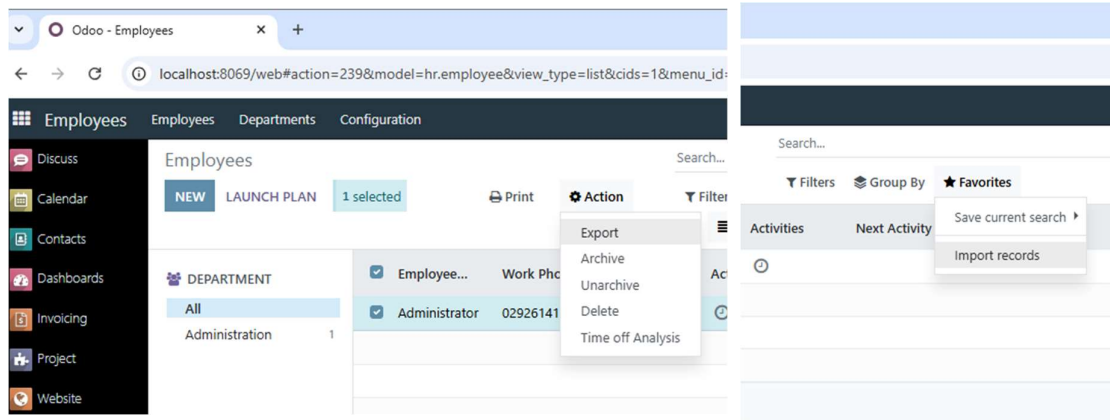 Odoo - Employees
localhost:8069/web#action=239&model=hr.employee&view_type=list&cids=1&menu_id=
Employees Employees Departments Configuration
Discuss
Calendar
Contacts
Dashboards
Invoicing
Project
Website
Employees
Search...
NEW LAUNCH PLAN 1 selected Print Action Filter
Export
Archive
Unarchive
Delete
Time off Analysis
DEPARTMENT
All
Administration 1
Employee... Work Pho Ac
Administrator 02926141
Search...
Filters Group By Favorites
Save current search
Import records
Activities Next Activity